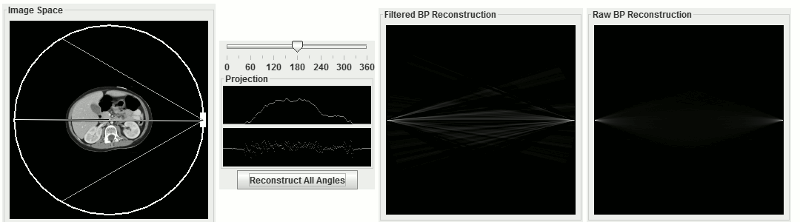 Image Space
0 60 120 180 240 300 360
Projection
Reconstruct All Angles
Filtered BP Reconstruction
Raw BP Reconstruction